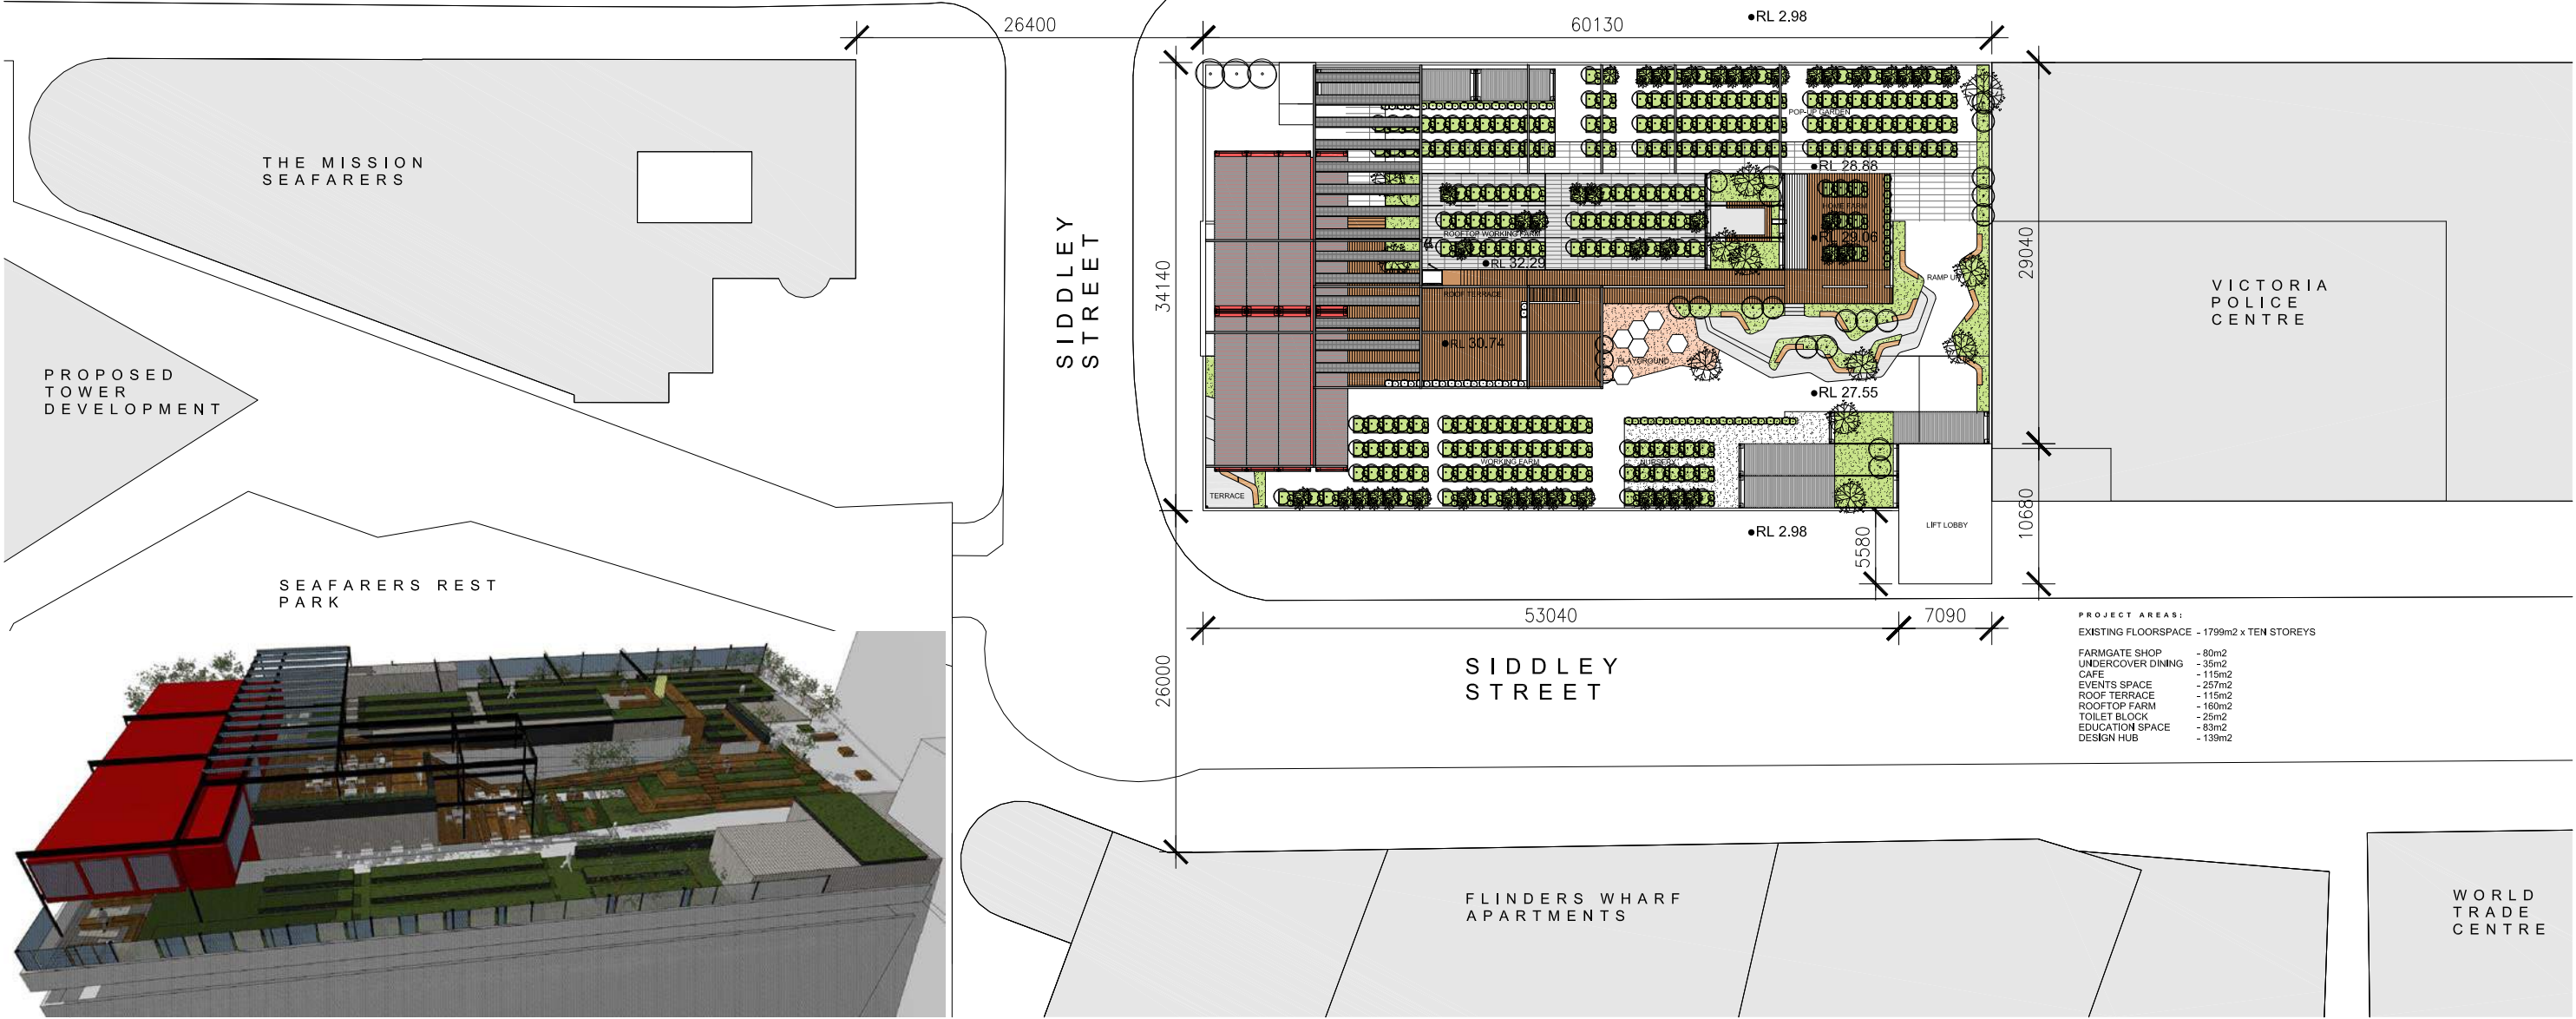 26400
60130
RL 2.98
THE MISSION
SEAFARERS
POP-UP GARDEN
RL 28.88
HOME FARM
ROOFTOP WORKING FARM
RL 29.06
RL 32.29
SIDDLEY
STREET
34140
29040
RAMP UP
ROOF TERRACE
VICTORIA
POLICE
CENTRE
RL 30.74
PLAYGROUND
PROPOSED
TOWER
DEVELOPMENT
RL 27.55
WORKING FARM
NURSERY
TERRACE
LIFT LOBBY
RL 2.98
5580
10680
SEAFARERS REST
PARK
53040
7090
PROJECT AREAS:
EXISTING FLOORSPACE - 1799m2 x TEN STOREYS
FARMGATE SHOP - 80m2
UNDERCOVER DINING - 35m2
CAFE - 115m2
EVENTS SPACE - 257m2
ROOF TERRACE - 115m2
ROOFTOP FARM - 160m2
TOILET BLOCK - 25m2
EDUCATION SPACE - 83m2
DESIGN HUB - 139m2
SIDDLEY
STREET
26000
FLINDERS WHARF
APARTMENTS
WORLD
TRADE
CENTRE